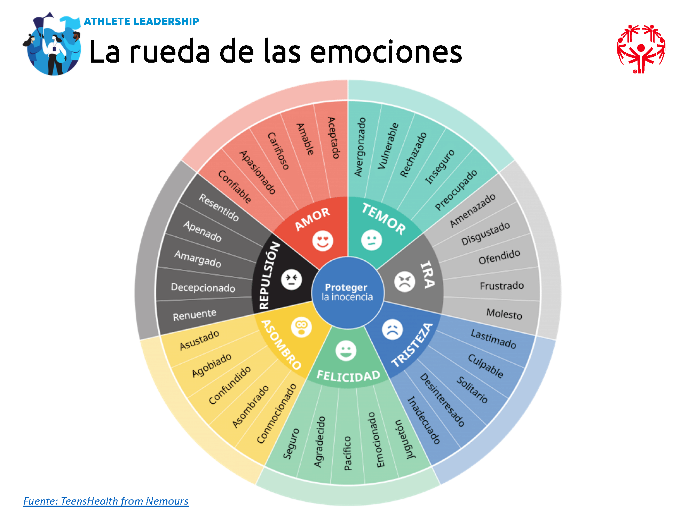 ATHLETE LEADERSHIP
La rueda de las emociones
Proteger
la inocencia
AMOR
Confiable
Apasionado
Cariñoso
Amable
Aceptado
TEMOR
Avergonzado
Vulnerable
Rechazado
Inseguro
Preocupado
IRA
Amenazado
Disgustado
Ofendido
Frustrado
Molesto
TRISTEZA
Lastimado
Culpable
Solitario
Desinteresado
Inadecuado
FELICIDAD
Juguetón
Emocionado
Pacífico
Agradecido
Seguro
ASOMBRO
Conmocionado
Asombrado
Confundido
Agobiado
Asustado
REPULSIÓN
Renuente
Decepcionado
Amargado
Apenado
Resentido
Fuente: TeensHealth from Nemours